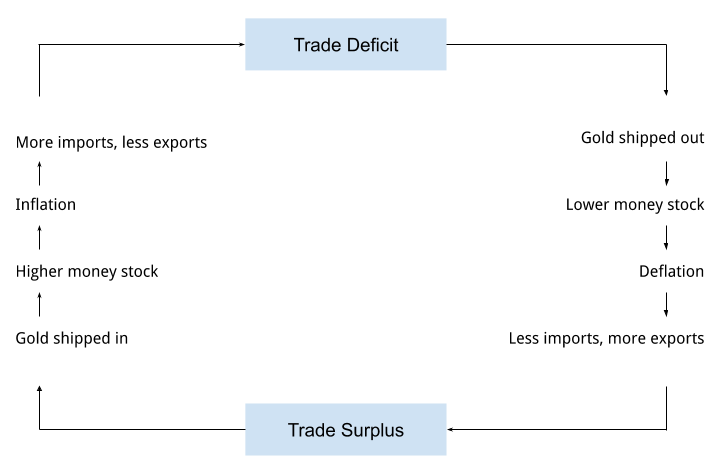 Trade Deficit
More imports, less exports
Gold shipped out
Inflation
Lower money stock
Higher money stock
Deflation
Gold shipped in
Less imports, more exports
Trade Surplus